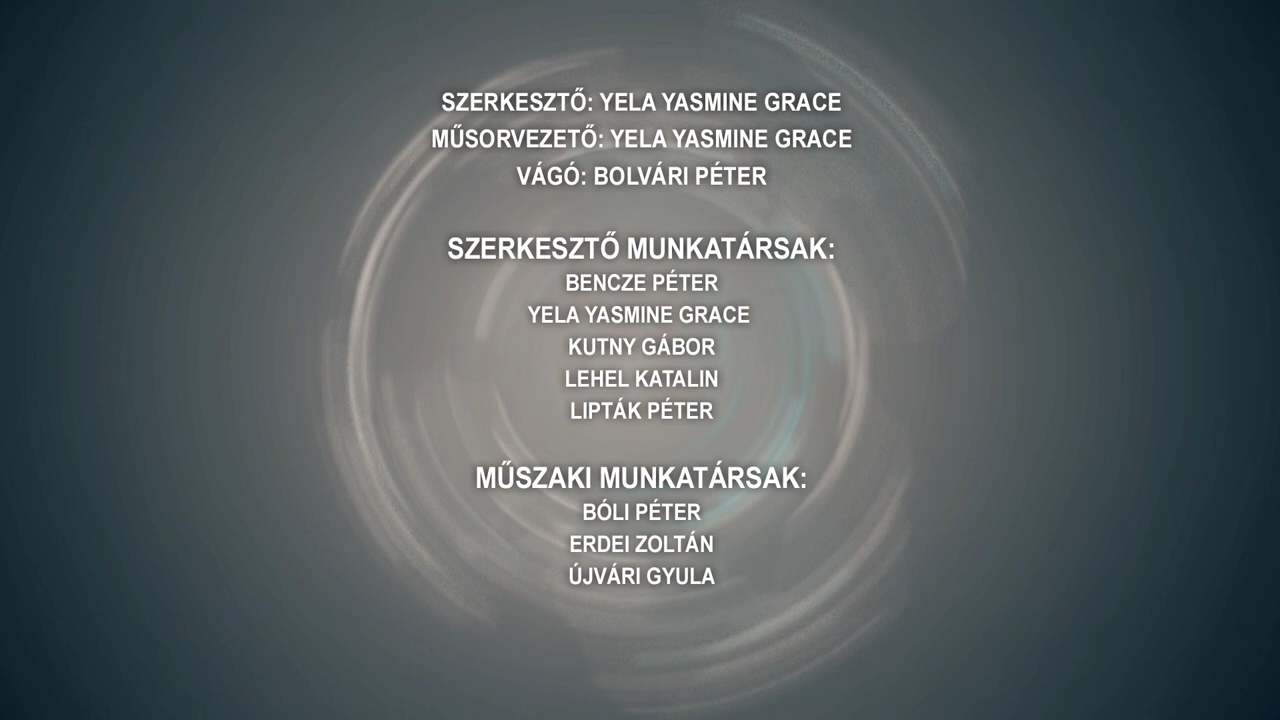 SZERKESZTŐ: YELA YASMINE GRACE
MŰSORVEZETŐ: YELA YASMINE GRACE
VÁGÓ: BOLVÁRI PÉTER
SZERKESZTŐ MUNKATÁRSAK:
BENCZE PÉTER
YELA YASMINE GRACE
KUTNY GÁBOR
LEHEL KATALIN
LIPTÁK PÉTER
MŰSZAKI MUNKATÁRSAK:
BÓLI PÉTER
ERDEI ZOLTÁN
ÚJVÁRI GYULA